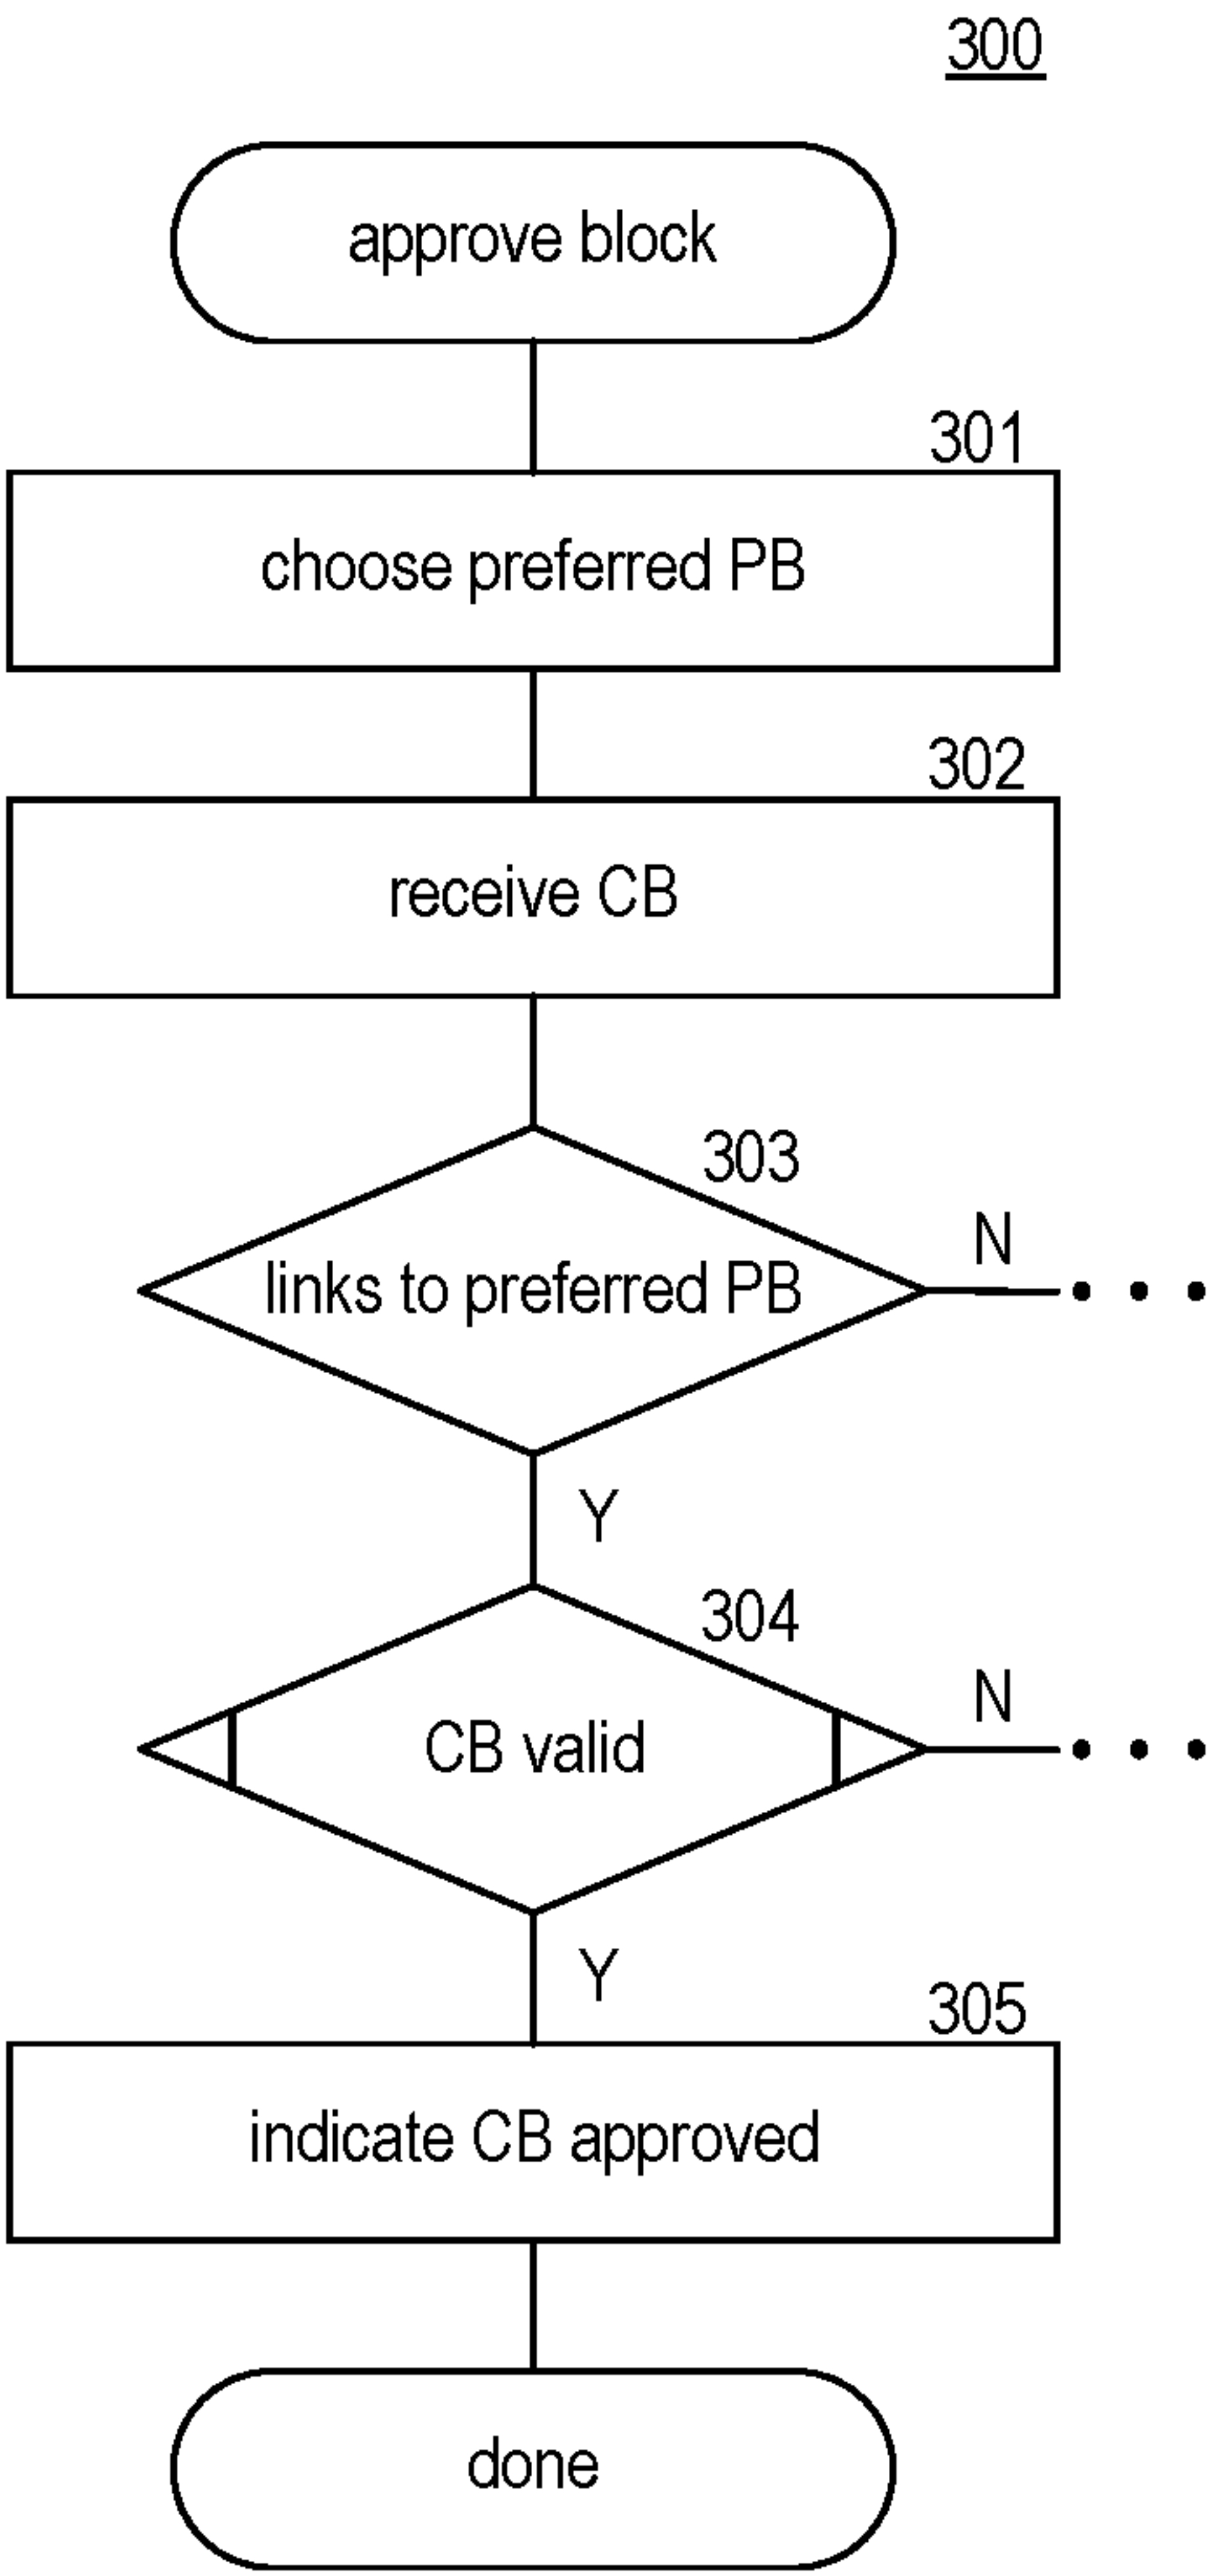 300
approve block
301
choose preferred PB
302
receive CB
303
links to preferred PB
N
Y
304
CB valid
N
Y
305
indicate CB approved
done